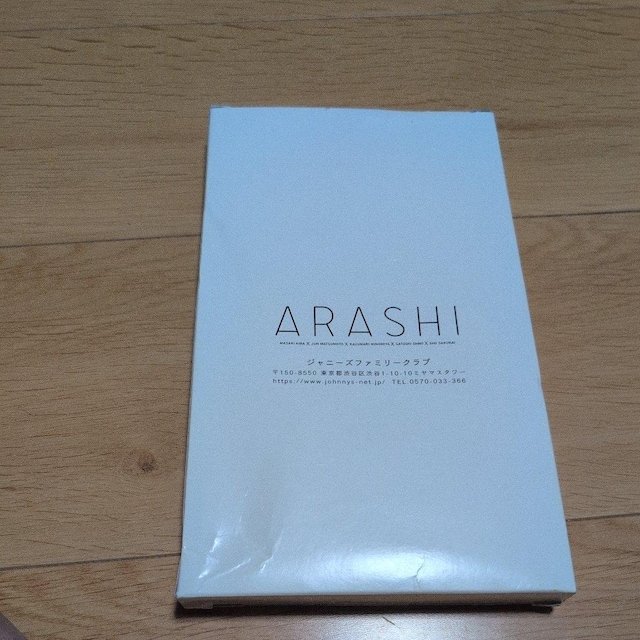 ARASHI
MASAKI AIBA X JUN MATSUMOTO X KAZUNARI NINOMIYA X SATOSHI OHNO X SHO SAKURAI
ジャニーズファミリークラブ
〒150-8550 東京都渋谷区渋谷1-10-10ミヤマスタワー
https://www.johnnys-net.jp/ TEL 0570-033-366